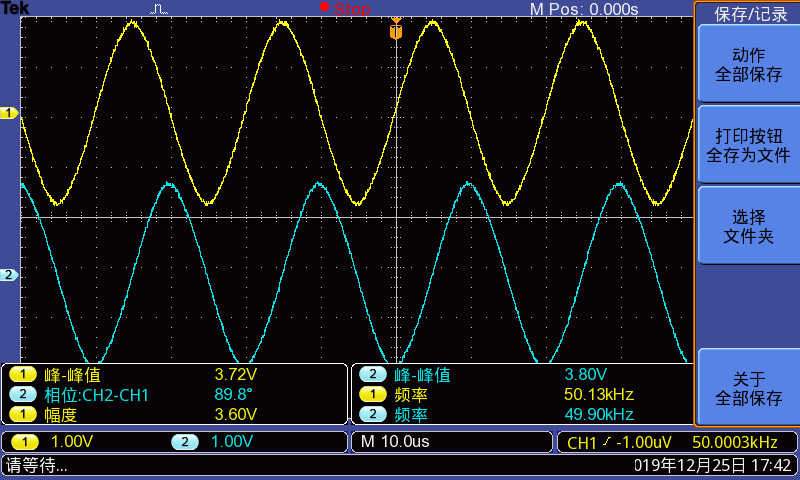 Tek Stop M Pos: 0.000s
保存/记录
动作
全部保存
T
1
打印按钮
全存为文件
选择
文件夹
2
关于
全部保存
1 峰-峰值 3.72V 2 峰-峰值 3.80V
2 相位:CH2-CH1 89.8° 1 频率 50.13kHz
1 幅度 3.60V 2 频率 49.90kHz
1 1.00V 2 1.00V M 10.0us CH1 -1.00uV 50.0003kHz
请等待... 019年12月25日 17:42